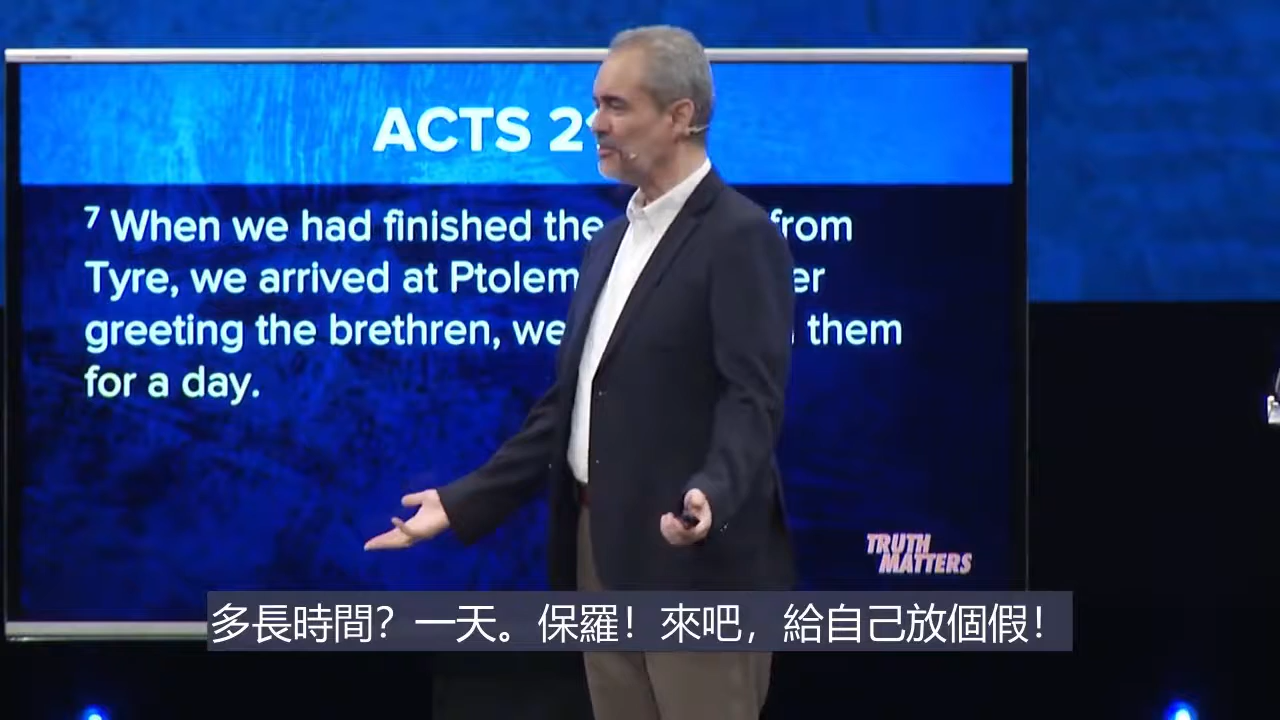 ACTS 2
⁷ When we had finished the from
Tyre, we arrived at
greeting the brethren, we them
for a day.
TRUTH
MATTERS
多長時間？一天。保羅！來吧，給自己放個假！